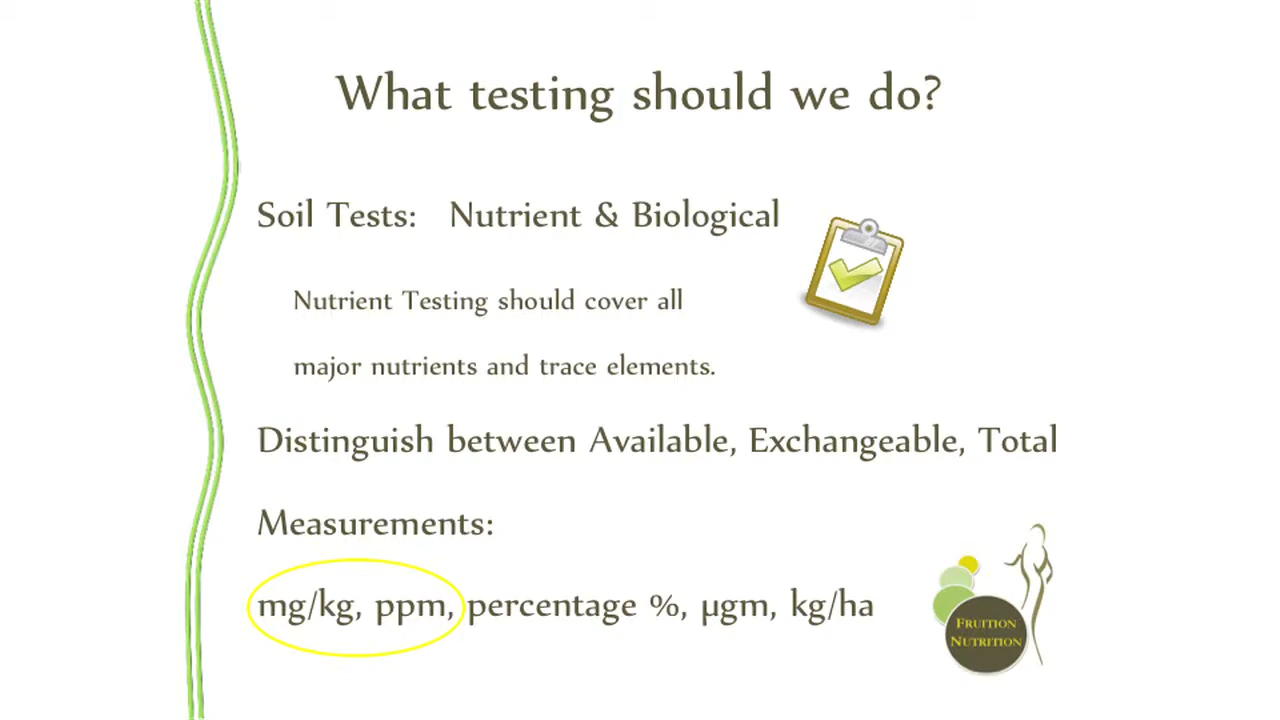 What testing should we do?
Soil Tests: Nutrient & Biological
Nutrient Testing should cover all
major nutrients and trace elements.
Distinguish between Available, Exchangeable, Total
Measurements:
mg/kg, ppm, percentage %, µgm, kg/ha
FRUITION
NUTRITION